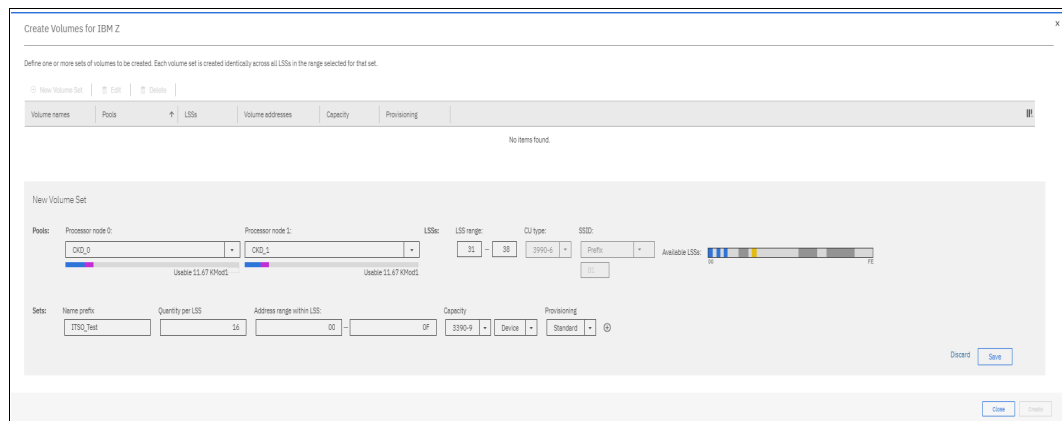 Create Volumes for IBM Z
x
Define one or more sets of volumes to be created. Each volume set is created identically across all LSSs in the range selected for that set.
New Volume Set Edit Delete
Volume names Pools LSSs Volume addresses Capacity Provisioning
No items found.
New Volume Set
Pools: Processor node 0: Processor node 1: LSSs: LSS range: CU type: SSID:
CKD_0 CKD_1 31 – 38 3990-6 Prefix Available LSSs:
00 FE
Usable 11.67 KMod1 Usable 11.67 KMod1
Sets: Name prefix Quantity per LSS Address range within LSS: Capacity Provisioning
ITSO_Test 16 00 – 0F 3390-9 Device Standard
Discard Save
Close Create